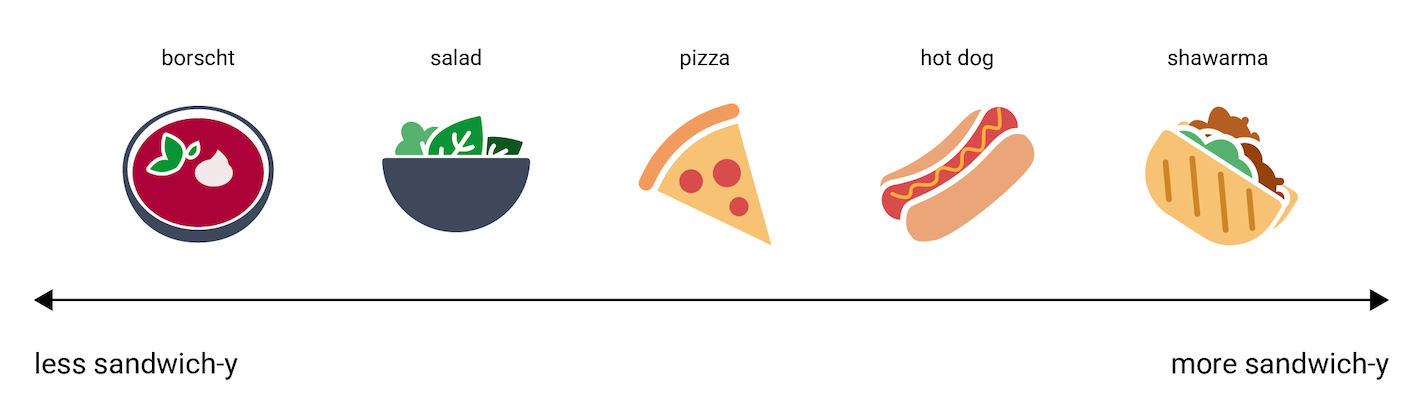 borscht
salad
pizza
hot dog
shawarma
less sandwich-y
more sandwich-y